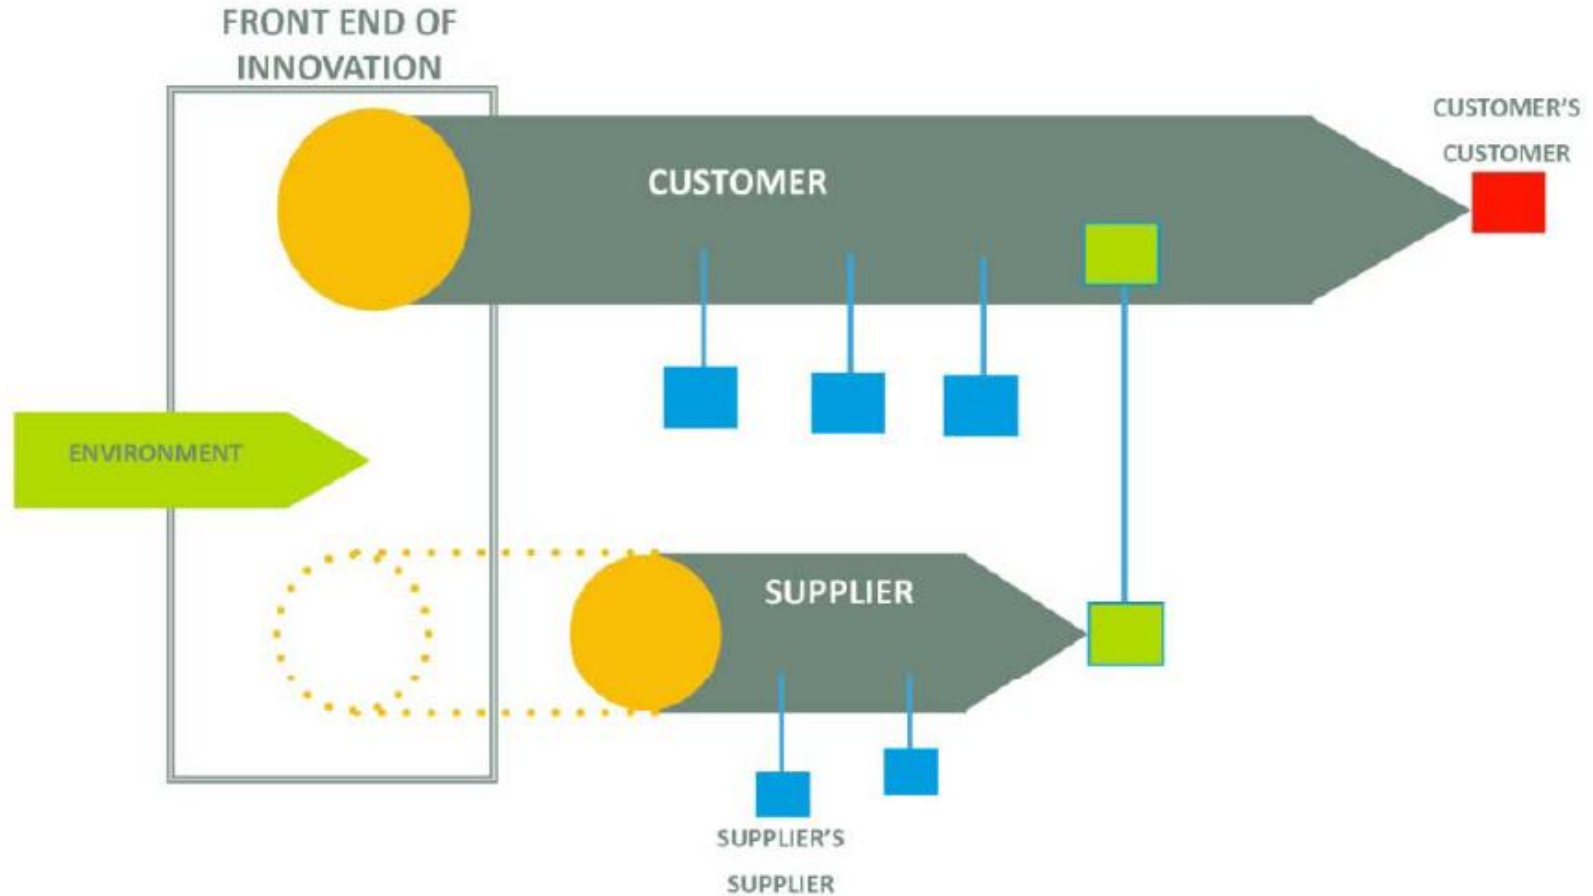 FRONT END OF
INNOVATION
CUSTOMER'S
CUSTOMER
CUSTOMER
ENVIRONMENT
SUPPLIER
SUPPLIER'S
SUPPLIER